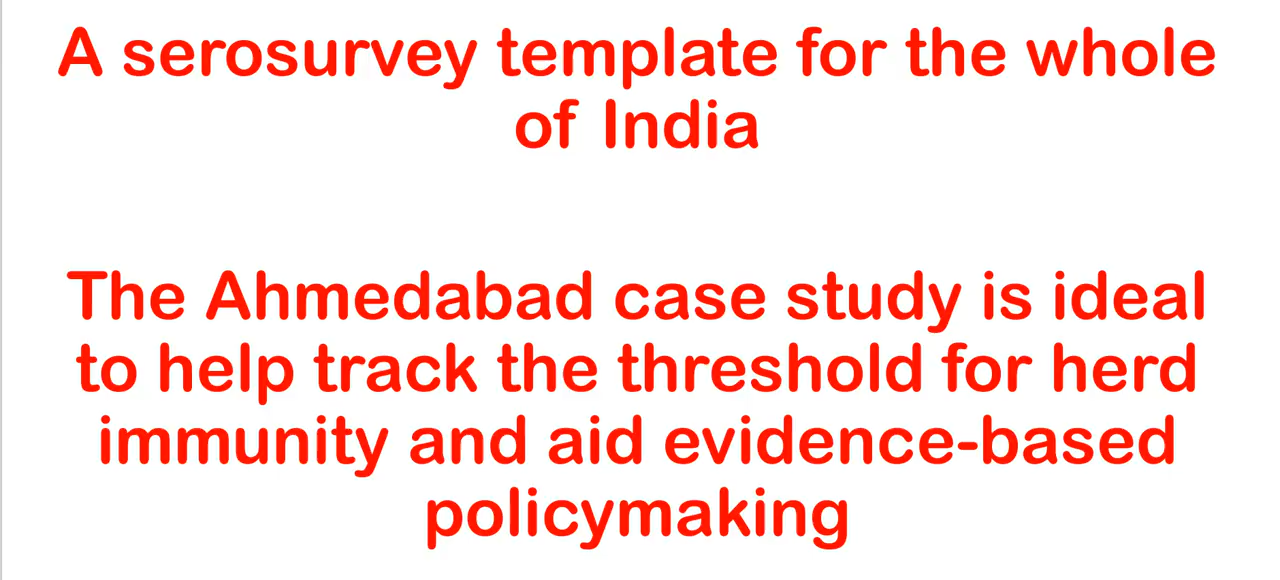 A serosurvey template for the whole
of India
The Ahmedabad case study is ideal
to help track the threshold for herd
immunity and aid evidence-based
policymaking